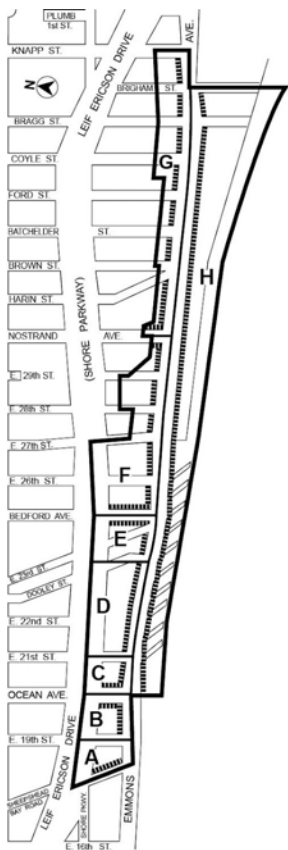 PLUMB
1st ST.
KNAPP ST.
AVE.
LEIF ERICSON DRIVE
N
BRIGHAM ST.
BRAGG ST.
COYLE ST.
G
FORD ST.
BATCHELDER ST.
BROWN ST.
H
HARIN ST.
(SHORE PARKWAY)
NOSTRAND AVE.
E. 29th ST.
E. 28th ST.
E. 27th ST.
F
E. 26th ST.
BEDFORD AVE.
E
E. 23rd ST.
DOOLEY ST.
D
E. 22nd ST.
E. 21st ST.
C
OCEAN AVE.
B
E. 19th ST.
A
LEIF ERICSON DRIVE
SHEEPSHEAD
BAY ROAD
SHORE PKWY
EMMONS
E. 16th ST.